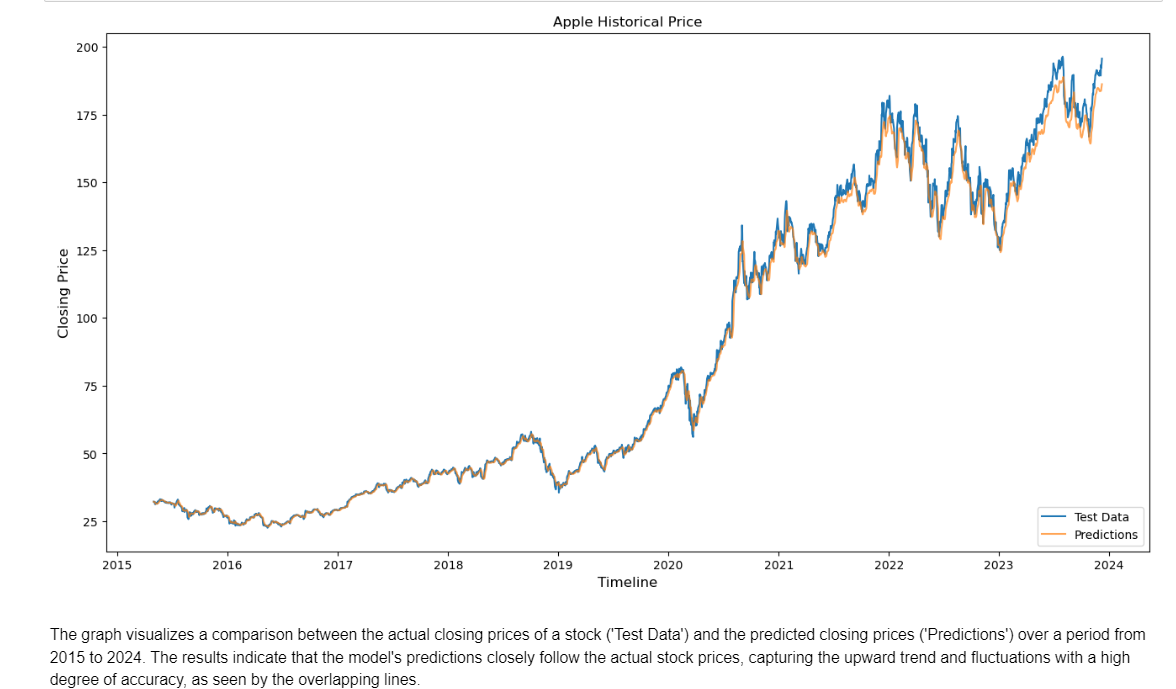 Apple Historical Price
200
175
150
125
100
75
50
25
Closing Price
Test Data
Predictions
2015 2016 2017 2018 2019 2020 2021 2022 2023 2024
Timeline
The graph visualizes a comparison between the actual closing prices of a stock ('Test Data') and the predicted closing prices ('Predictions') over a period from
2015 to 2024. The results indicate that the model's predictions closely follow the actual stock prices, capturing the upward trend and fluctuations with a high
degree of accuracy, as seen by the overlapping lines.